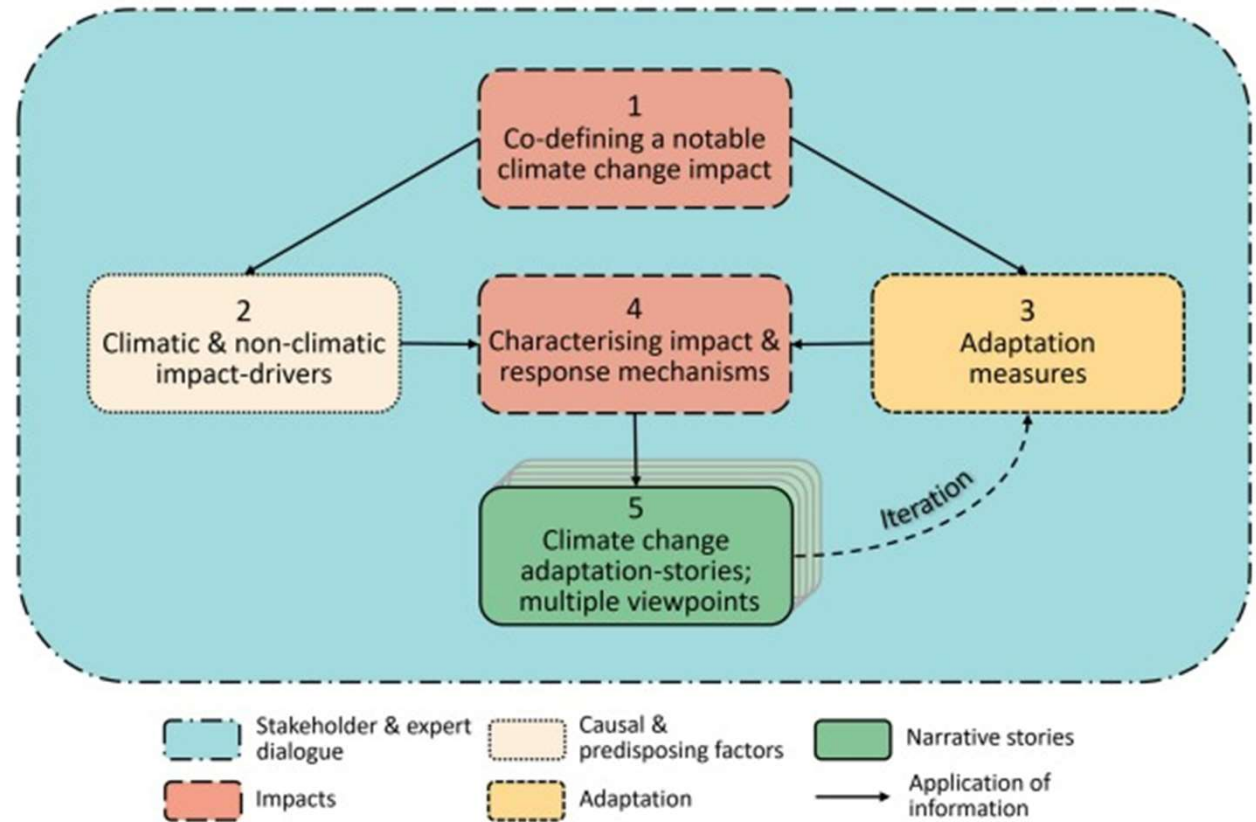 1
Co-defining a notable
climate change impact
2
Climatic & non-climatic
impact-drivers
4
Characterising impact &
response mechanisms
3
Adaptation
measures
5
Climate change
adaptation-stories;
multiple viewpoints
Iteration
Stakeholder & expert
dialogue
Causal &
predisposing factors
Narrative stories
Impacts
Adaptation
Application of
information